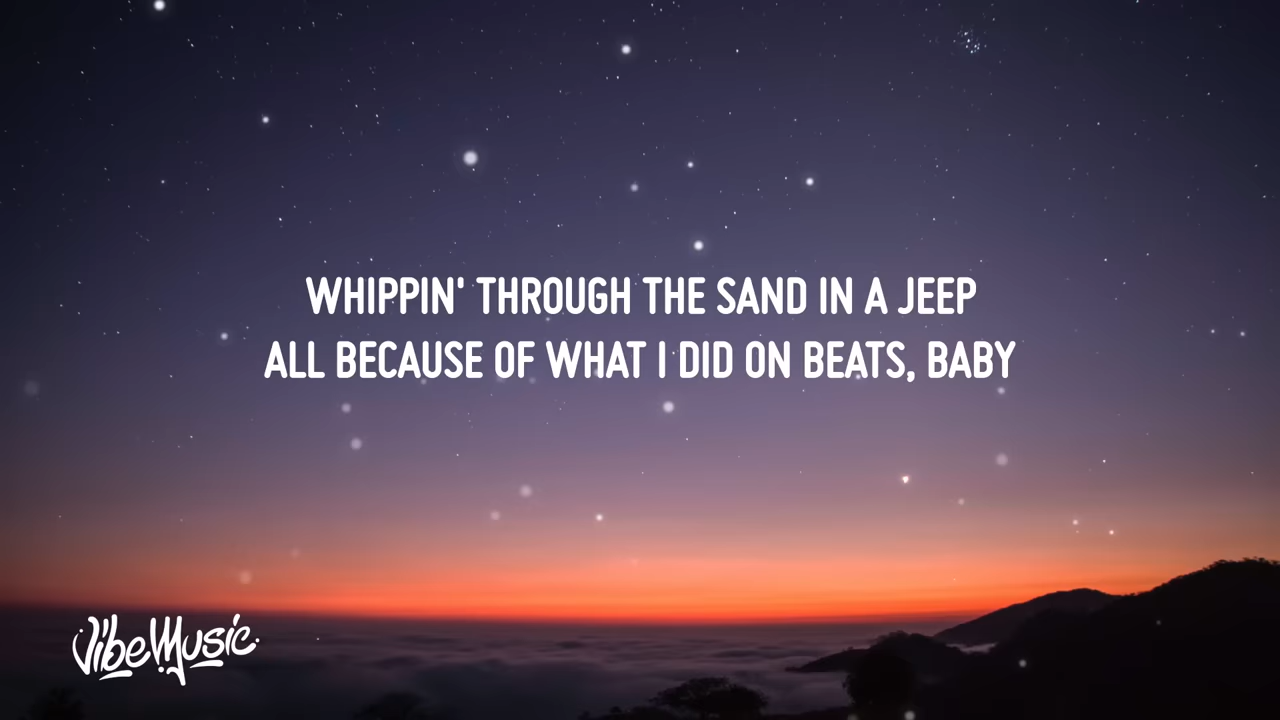 WHIPPIN' THROUGH THE SAND IN A JEEP
ALL BECAUSE OF WHAT I DID ON BEATS, BABY
VibeMusic